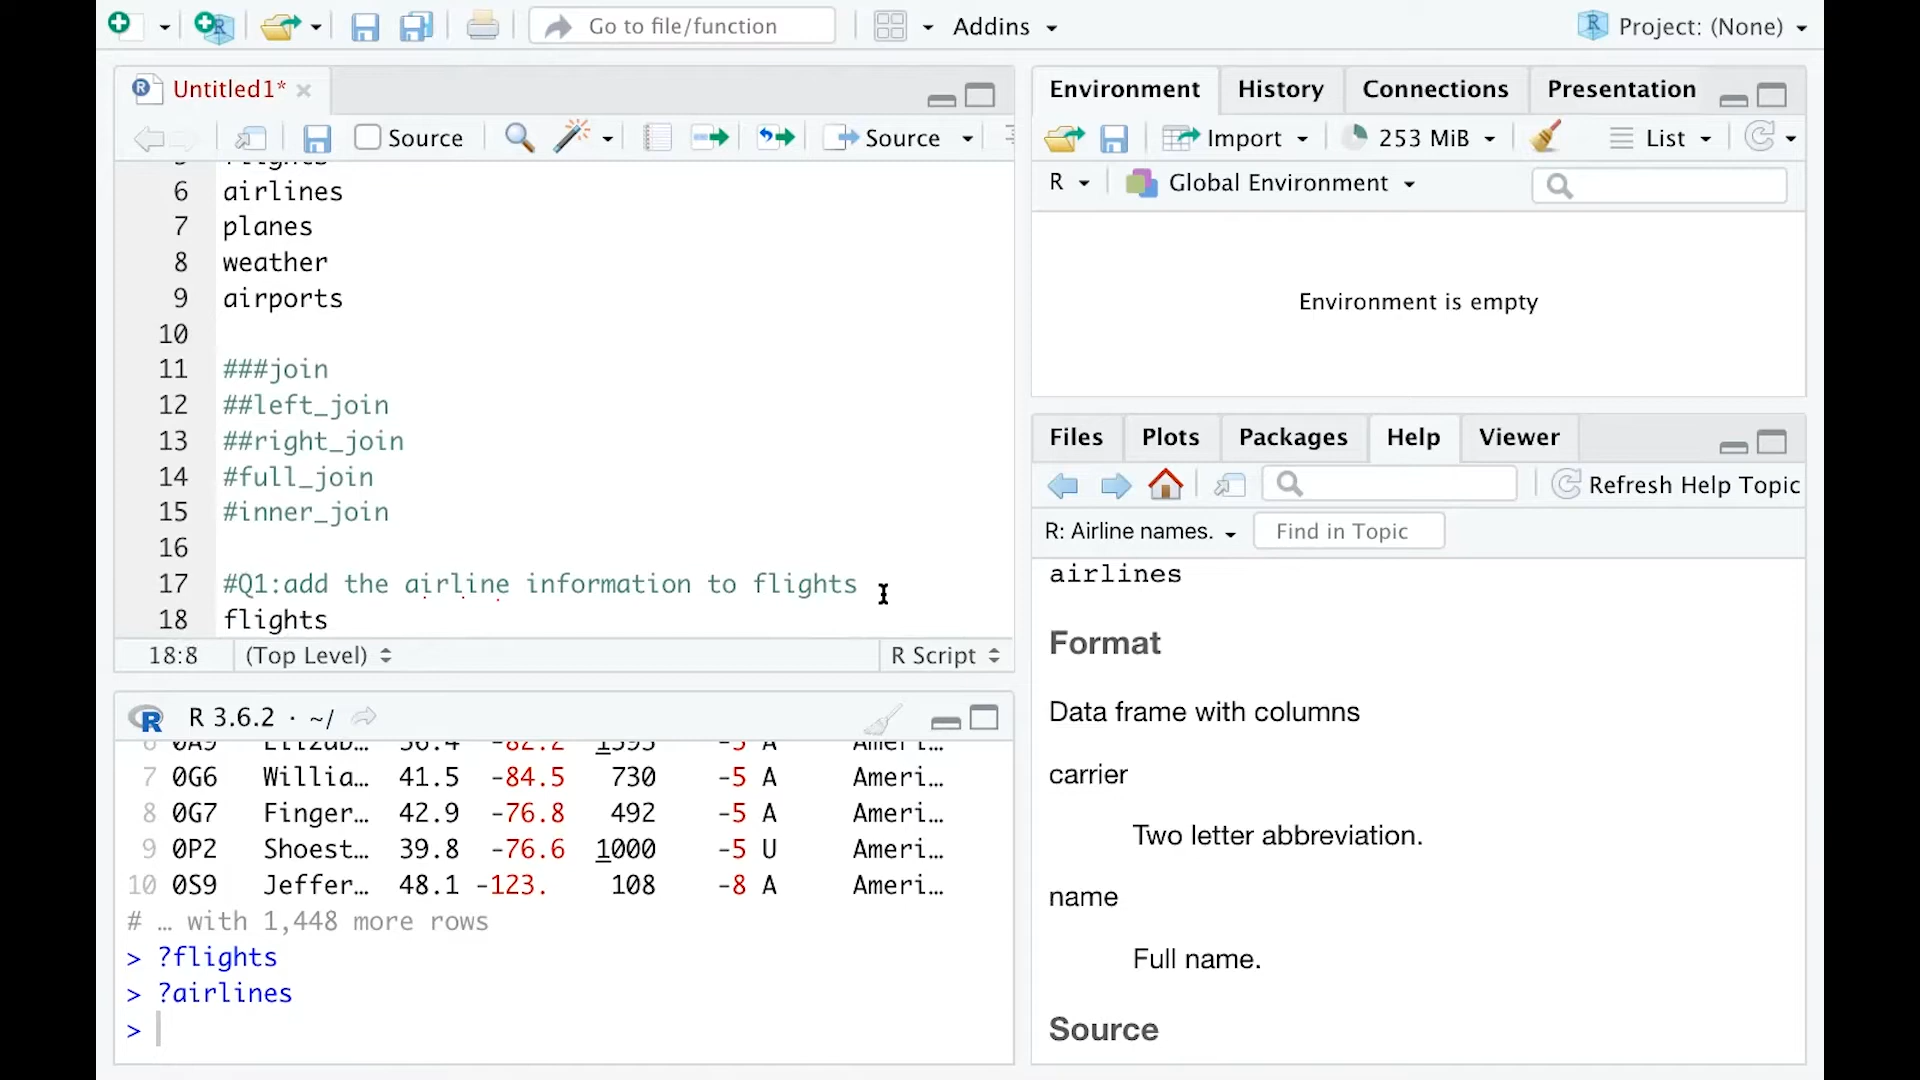 Go to file/function
Addins
Project: (None)
Untitled1*
Source
Source
6 airlines
7 planes
8 weather
9 airports
10
11 ###join
12 ##left_join
13 ##right_join
14 #full_join
15 #inner_join
16
17 #Q1:add the airline information to flights
18 flights
18:8 (Top Level) R Script
R 3.6.2 · ~/
7 0G6 Willia… 41.5 -84.5 730 -5 A Ameri…
8 0G7 Finger… 42.9 -76.8 492 -5 A Ameri…
9 0P2 Shoest… 39.8 -76.6 1000 -5 U Ameri…
10 0S9 Jeffer… 48.1 -123. 108 -8 A Ameri…
# … with 1,448 more rows
> ?flights
> ?airlines
>
Environment History Connections Presentation
Import 253 MiB List
R Global Environment
Environment is empty
Files Plots Packages Help Viewer
Refresh Help Topic
R: Airline names. Find in Topic
airlines
Format
Data frame with columns
carrier
Two letter abbreviation.
name
Full name.
Source